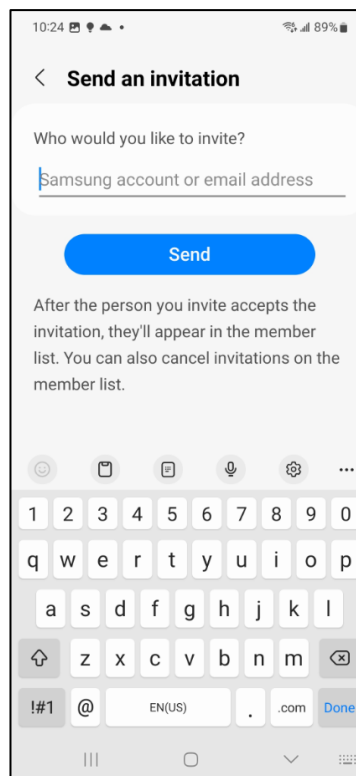 10:24 89%
Send an invitation
Who would you like to invite?
Samsung account or email address
Send
After the person you invite accepts the
invitation, they'll appear in the member
list. You can also cancel invitations on the
member list.
1 2 3 4 5 6 7 8 9 0
q w e r t y u i o p
a s d f g h j k l
z x c v b n m
!#1 @ EN(US) . .com Done